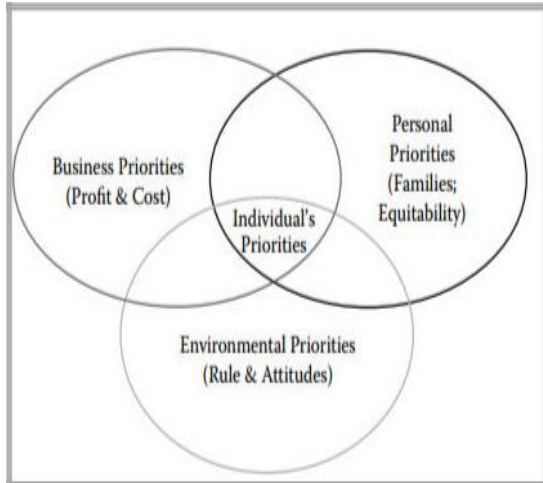 Business Priorities
(Profit & Cost)
Personal
Priorities
(Families;
Equitability)
Individual's
Priorities
Environmental Priorities
(Rule & Attitudes)